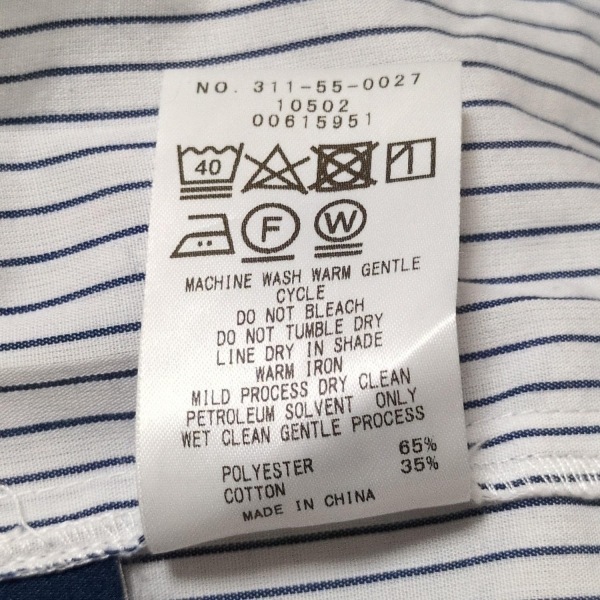 NO. 311-55-0027
10502
00615951
40
F W
MACHINE WASH WARM GENTLE
CYCLE
DO NOT BLEACH
DO NOT TUMBLE DRY
LINE DRY IN SHADE
WARM IRON
MILD PROCESS DRY CLEAN
PETROLEUM SOLVENT ONLY
WET CLEAN GENTLE PROCESS
POLYESTER 65%
COTTON 35%
MADE IN CHINA